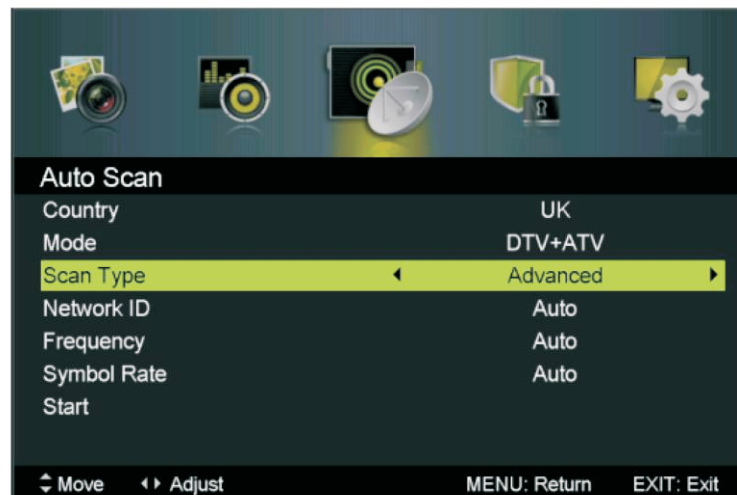 Auto Scan
Country UK
Mode DTV+ATV
Scan Type Advanced
Network ID Auto
Frequency Auto
Symbol Rate Auto
Start
Move Adjust MENU: Return EXIT: Exit